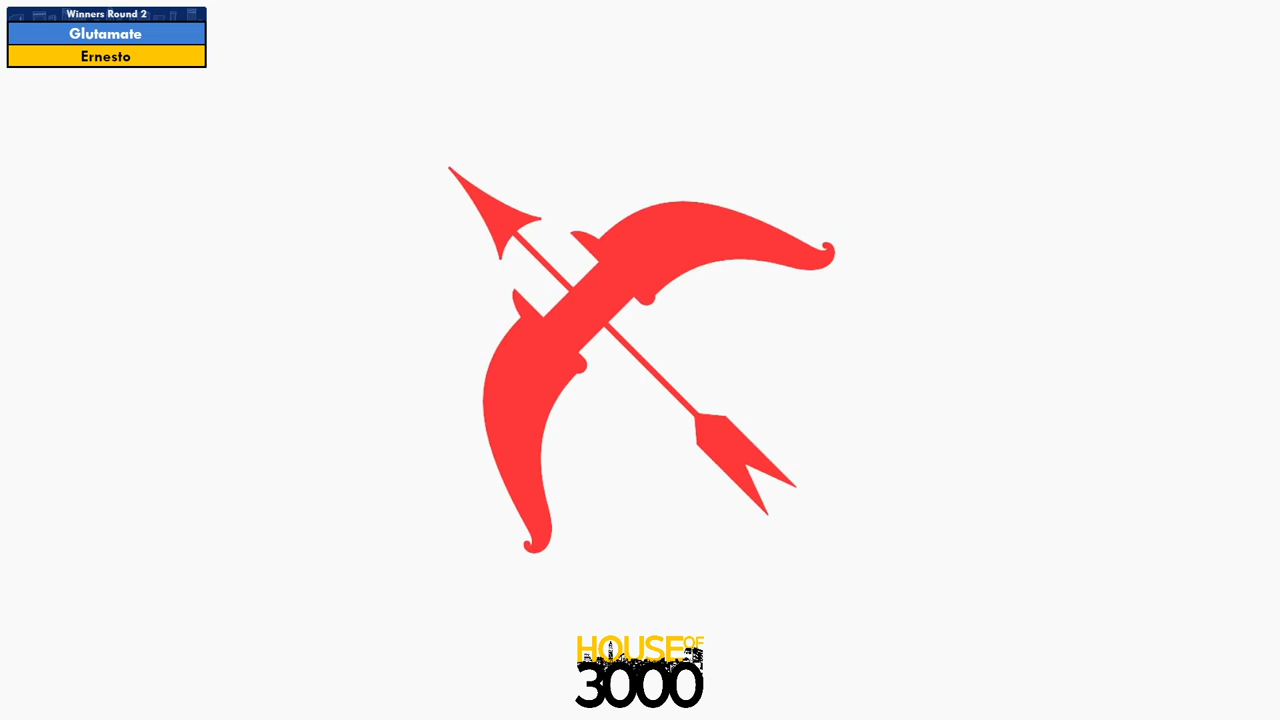 Winners Round 2
Glutamate
Ernesto
HOUSE OF
3000